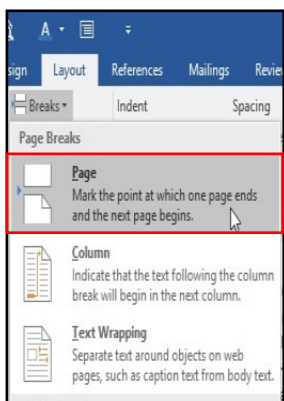 A
sign Layout References Mailings Revie
Breaks Indent Spacing
Page Breaks
Page
Mark the point at which one page ends
and the next page begins.
Column
Indicate that the text following the column
break will begin in the next column.
Text Wrapping
Separate text around objects on web
pages, such as caption text from body text.